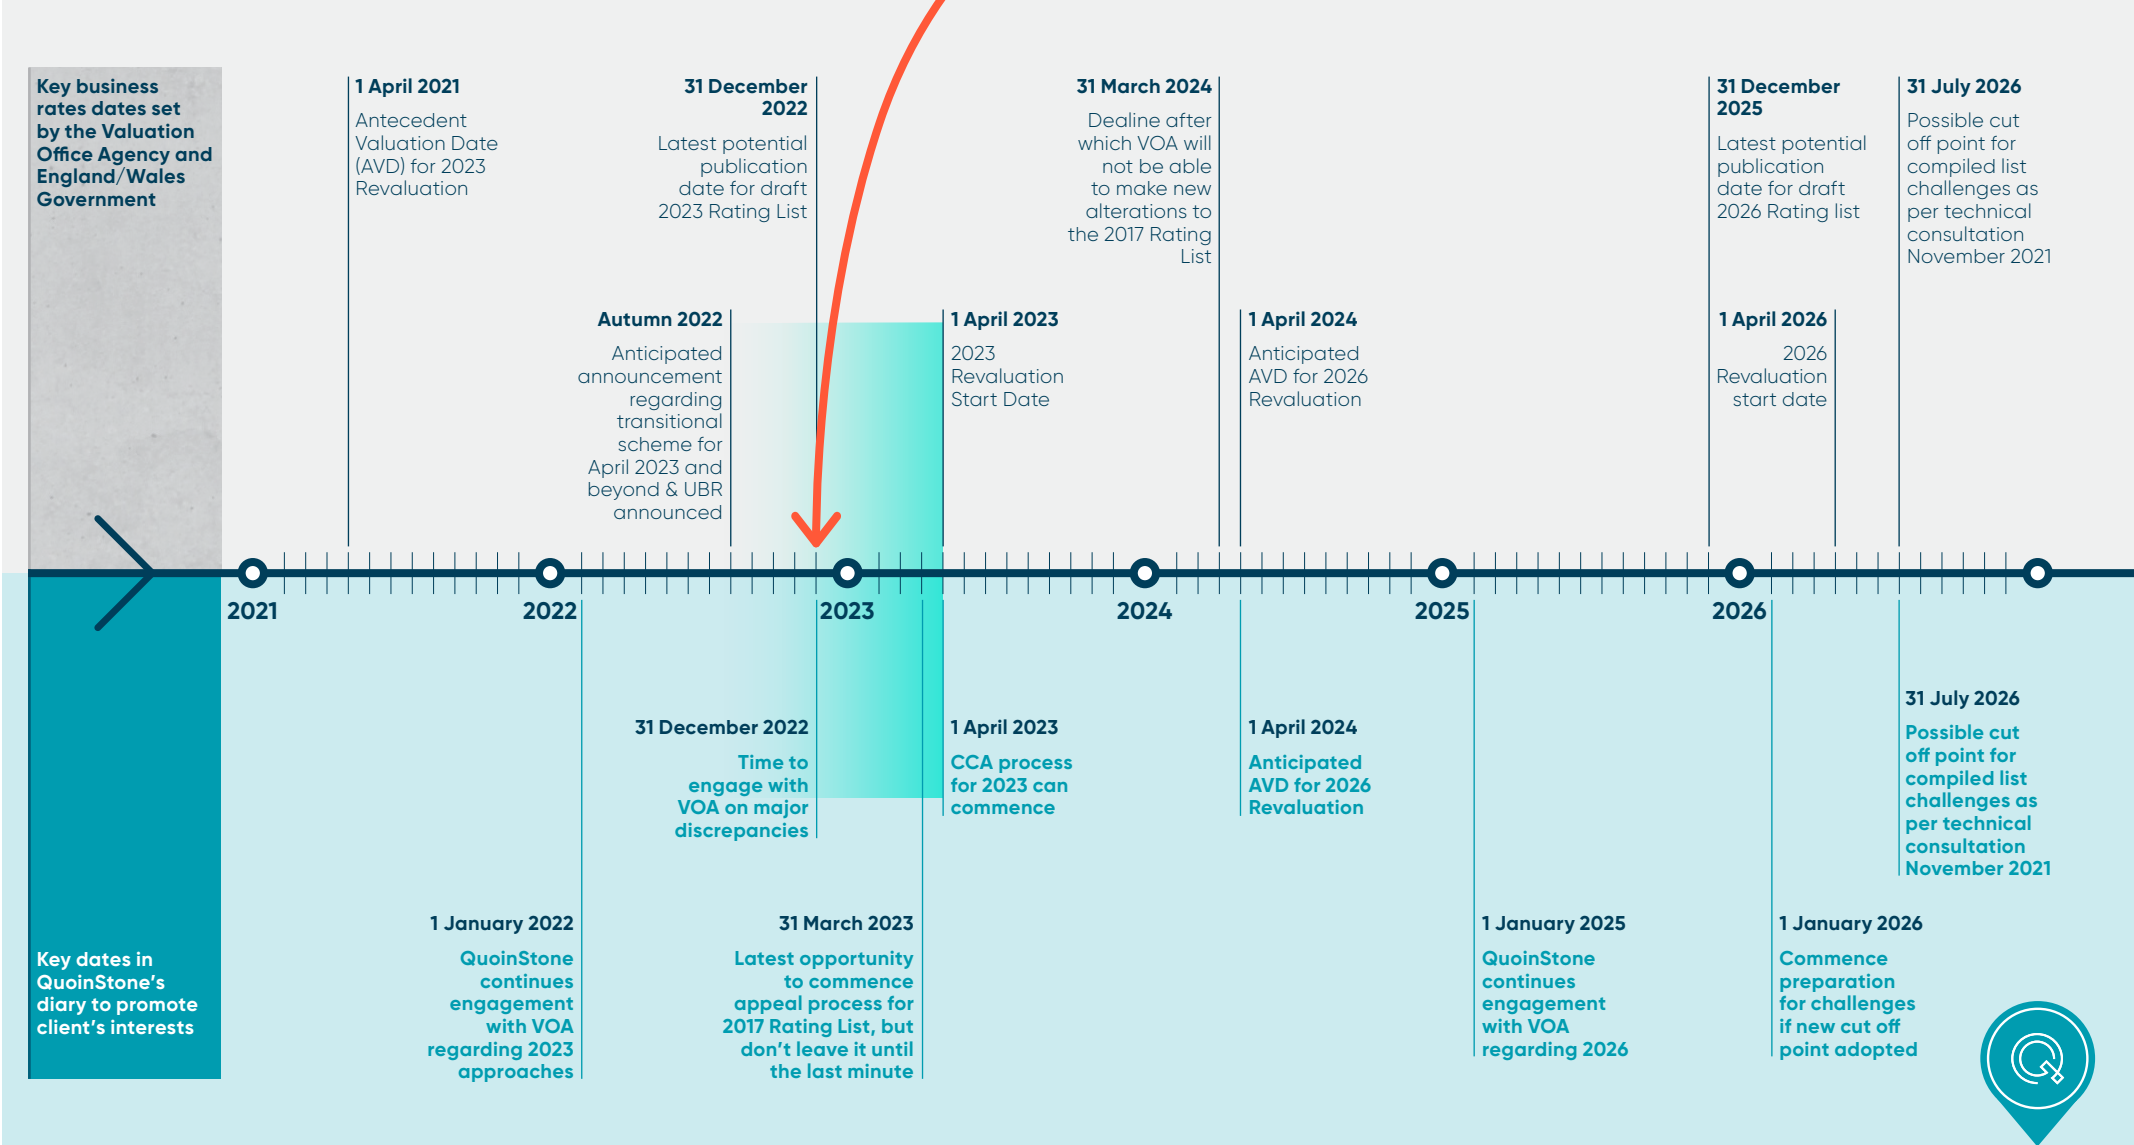 Key business
rates dates set
by the Valuation
Office Agency and
England/Wales
Government
1 April 2021
Antecedent
Valuation Date
(AVD) for 2023
Revaluation
31 December
2022
Latest potential
publication
date for draft
2023 Rating List
31 March 2024
Dealine after
which VOA will
not be able
to make new
alterations to
the 2017 Rating
List
31 December
2025
Latest potential
publication
date for draft
2026 Rating list
31 July 2026
Possible cut
off point for
compiled list
challenges as
per technical
consultation
November 2021
Autumn 2022
Anticipated
announcement
regarding
transitional
scheme for
April 2023 and
beyond & UBR
announced
1 April 2023
2023
Revaluation
Start Date
1 April 2024
Anticipated
AVD for 2026
Revaluation
1 April 2026
2026
Revaluation
start date
2021
2022
2023
2024
2025
2026
31 December 2022
Time to
engage with
VOA on major
discrepancies
1 April 2023
CCA process
for 2023 can
commence
1 April 2024
Anticipated
AVD for 2026
Revaluation
31 July 2026
Possible cut
off point for
compiled list
challenges as
per technical
consultation
November 2021
Key dates in
QuoinStone's
diary to promote
client's interests
1 January 2022
QuoinStone
continues
engagement
with VOA
regarding 2023
approaches
31 March 2023
Latest opportunity
to commence
appeal process for
2017 Rating List, but
don't leave it until
the last minute
1 January 2025
QuoinStone
continues
engagement
with VOA
regarding 2026
1 January 2026
Commence
preparation
for challenges
if new cut off
point adopted